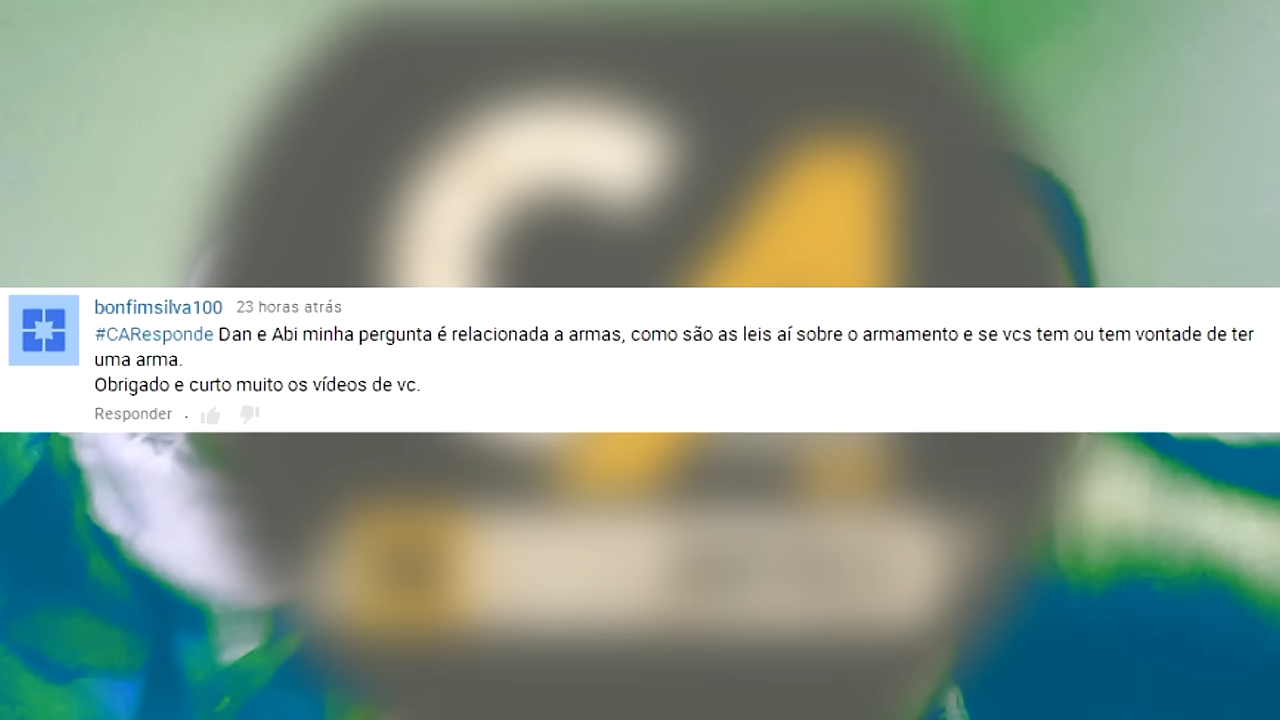 CA
bonfimsilva100 23 horas atrás
#CAResponde Dan e Abi minha pergunta é relacionada a armas, como são as leis aí sobre o armamento e se vcs tem ou tem vontade de ter
uma arma.
Obrigado e curto muito os vídeos de vc.
Responder .